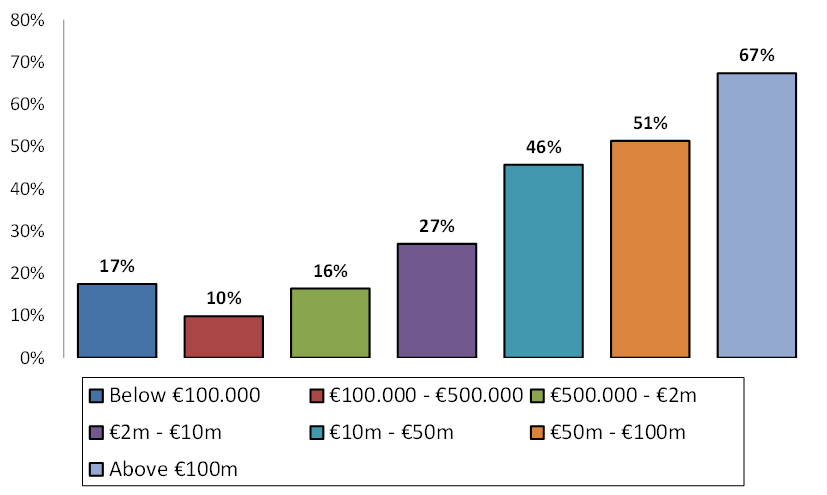 80%
70%
60%
50%
40%
30%
20%
10%
0%
17%
10%
16%
27%
46%
51%
67%
Below €100.000
€100.000 - €500.000
€500.000 - €2m
€2m - €10m
€10m - €50m
€50m - €100m
Above €100m